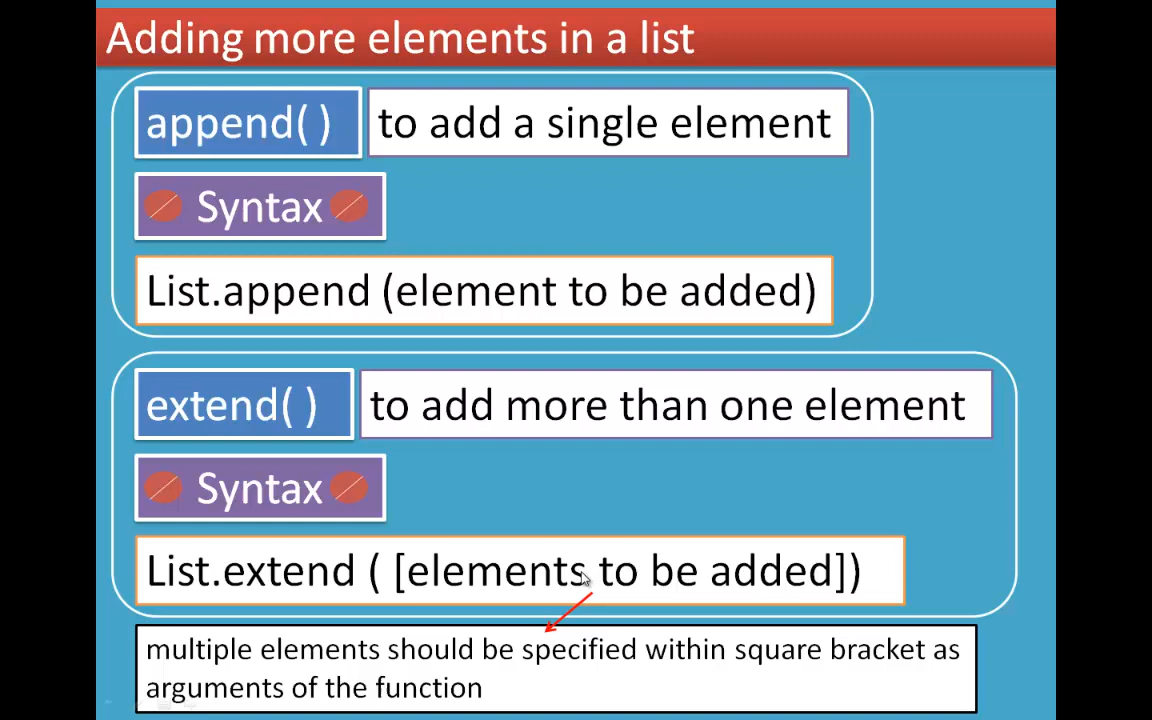 Adding more elements in a list
append( ) to add a single element
Syntax
List.append (element to be added)
extend( ) to add more than one element
Syntax
List.extend ( [elements to be added])
multiple elements should be specified within square bracket as
arguments of the function